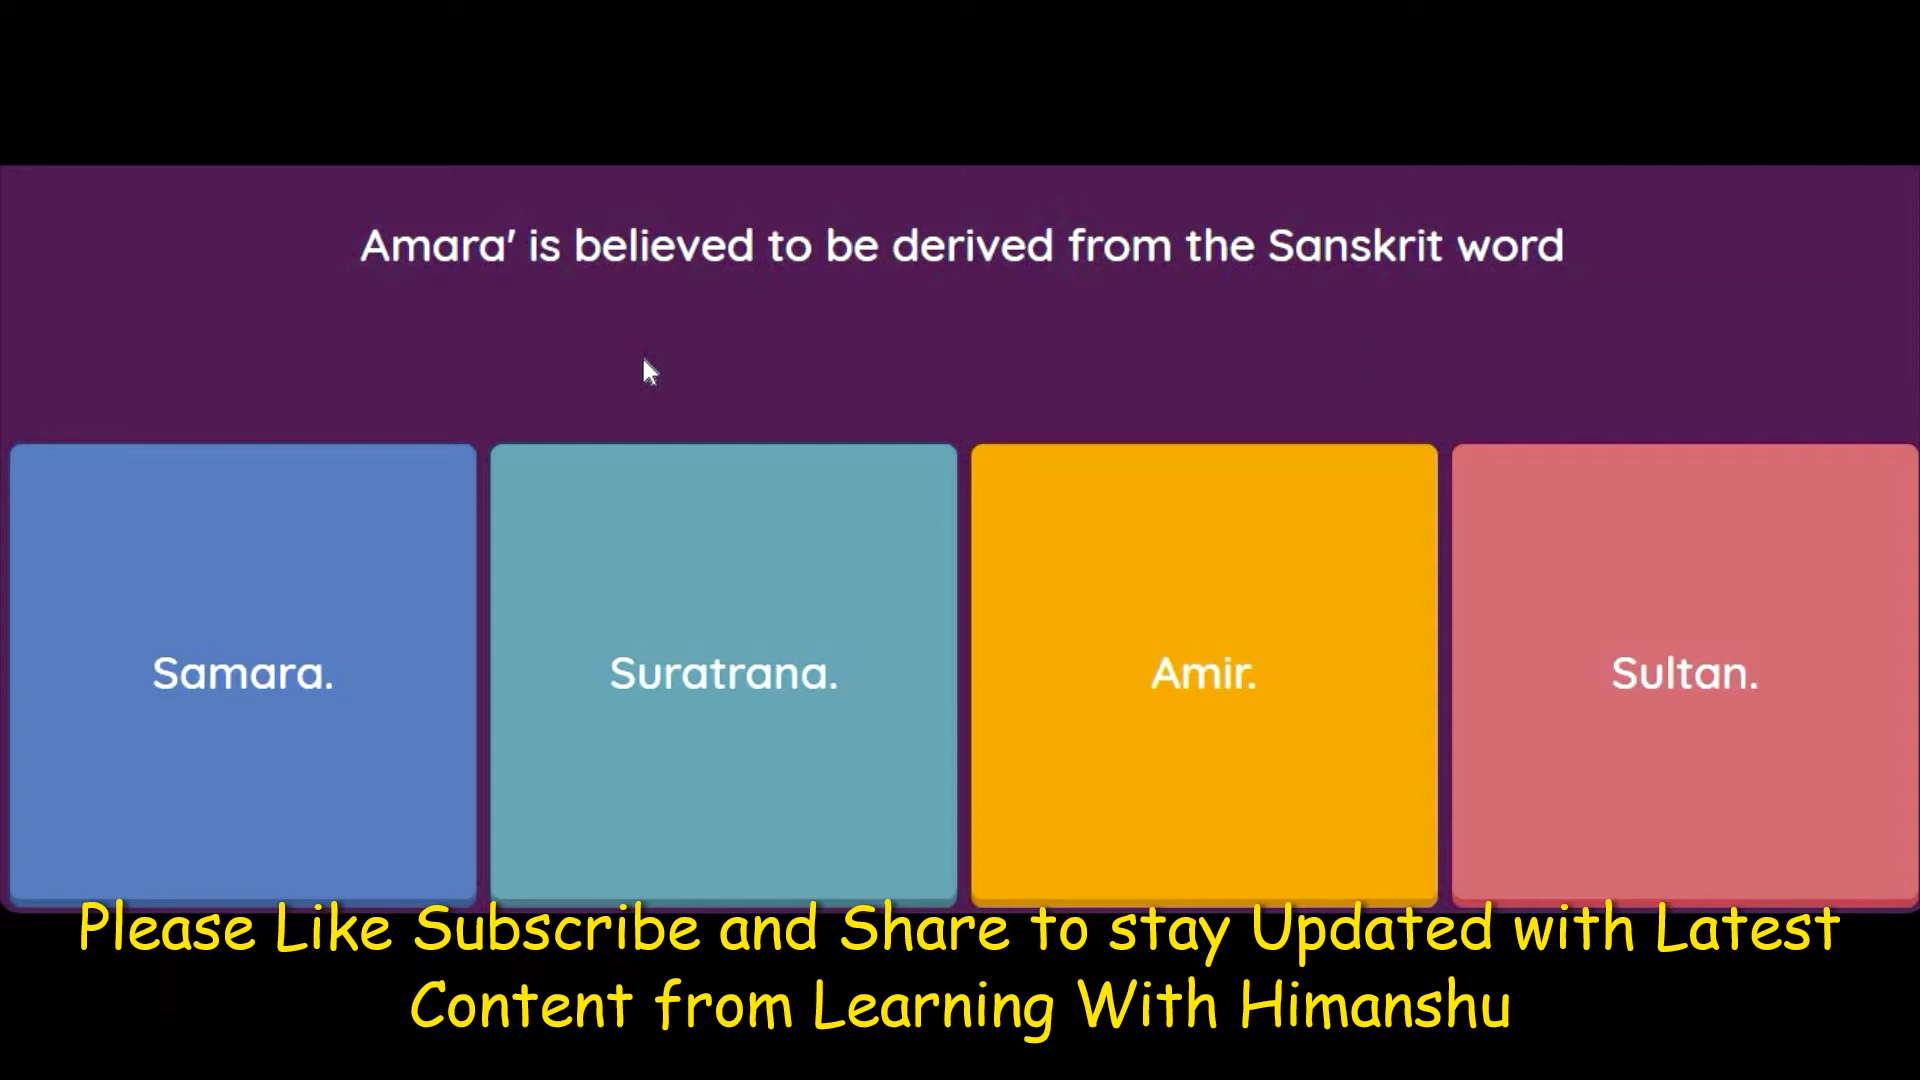 Amara' is believed to be derived from the Sanskrit word
Samara.
Suratrana.
Amir.
Sultan.
Please Like Subscribe and Share to stay Updated with Latest
Content from Learning With Himanshu